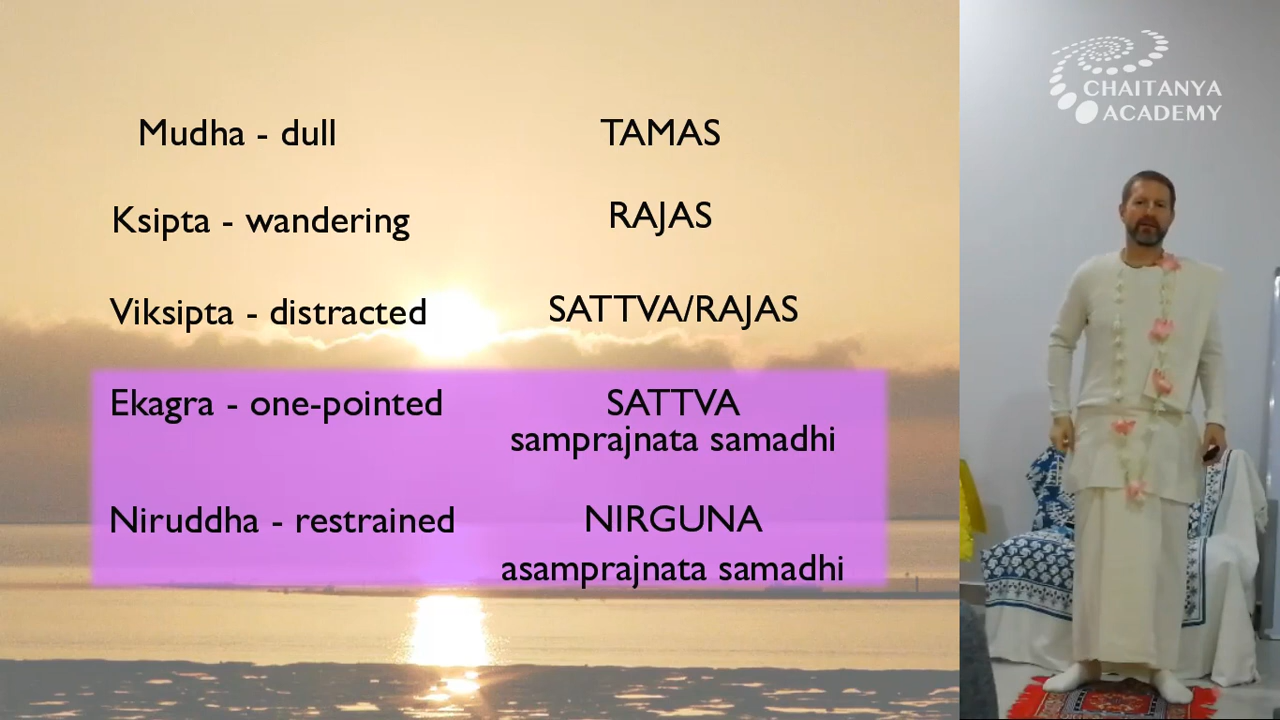 Mudha - dull TAMAS
Ksipta - wandering RAJAS
Viksipta - distracted SATTVA/RAJAS
Ekagra - one-pointed SATTVA
samprajnata samadhi
Niruddha - restrained NIRGUNA
asamprajnata samadhi
CHAITANYA
ACADEMY